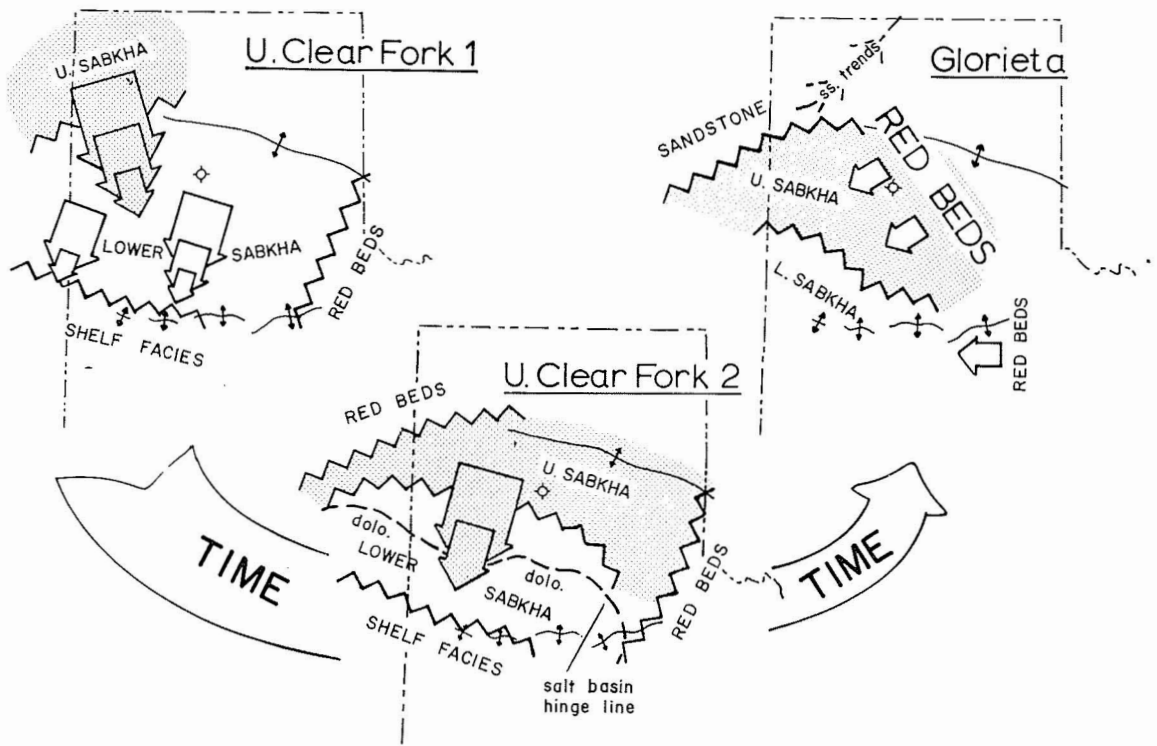 U. Clear Fork 1
U. SABKHA
LOWER SABKHA
RED BEDS
SHELF FACIES
Glorieta
ss. trends
SANDSTONE
RED BEDS
U. SABKHA
L. SABKHA
RED BEDS
U. Clear Fork 2
RED BEDS
U. SABKHA
dolo.
LOWER
dolo.
SABKHA
RED BEDS
SHELF FACIES
salt basin
hinge line
TIME
TIME